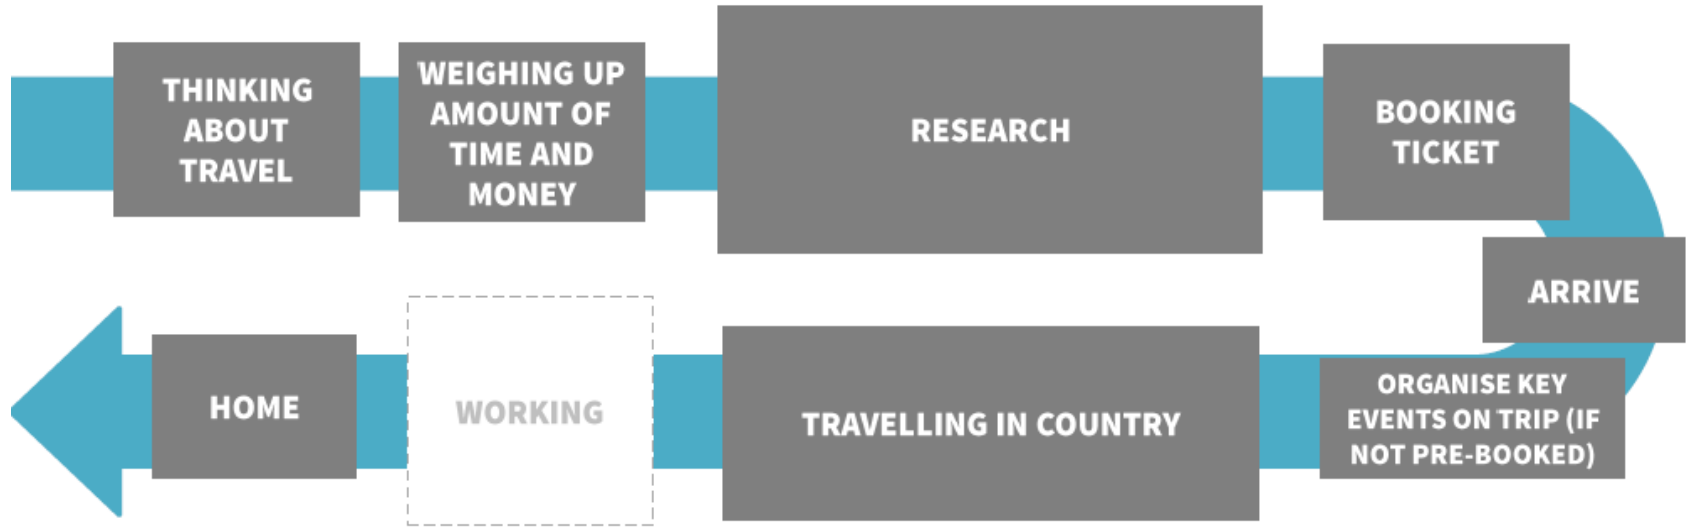 THINKING
ABOUT
TRAVEL
WEIGHING UP
AMOUNT OF
TIME AND
MONEY
RESEARCH
BOOKING
TICKET
ARRIVE
ORGANISE KEY
EVENTS ON TRIP (IF
NOT PRE-BOOKED)
TRAVELLING IN COUNTRY
WORKING
HOME